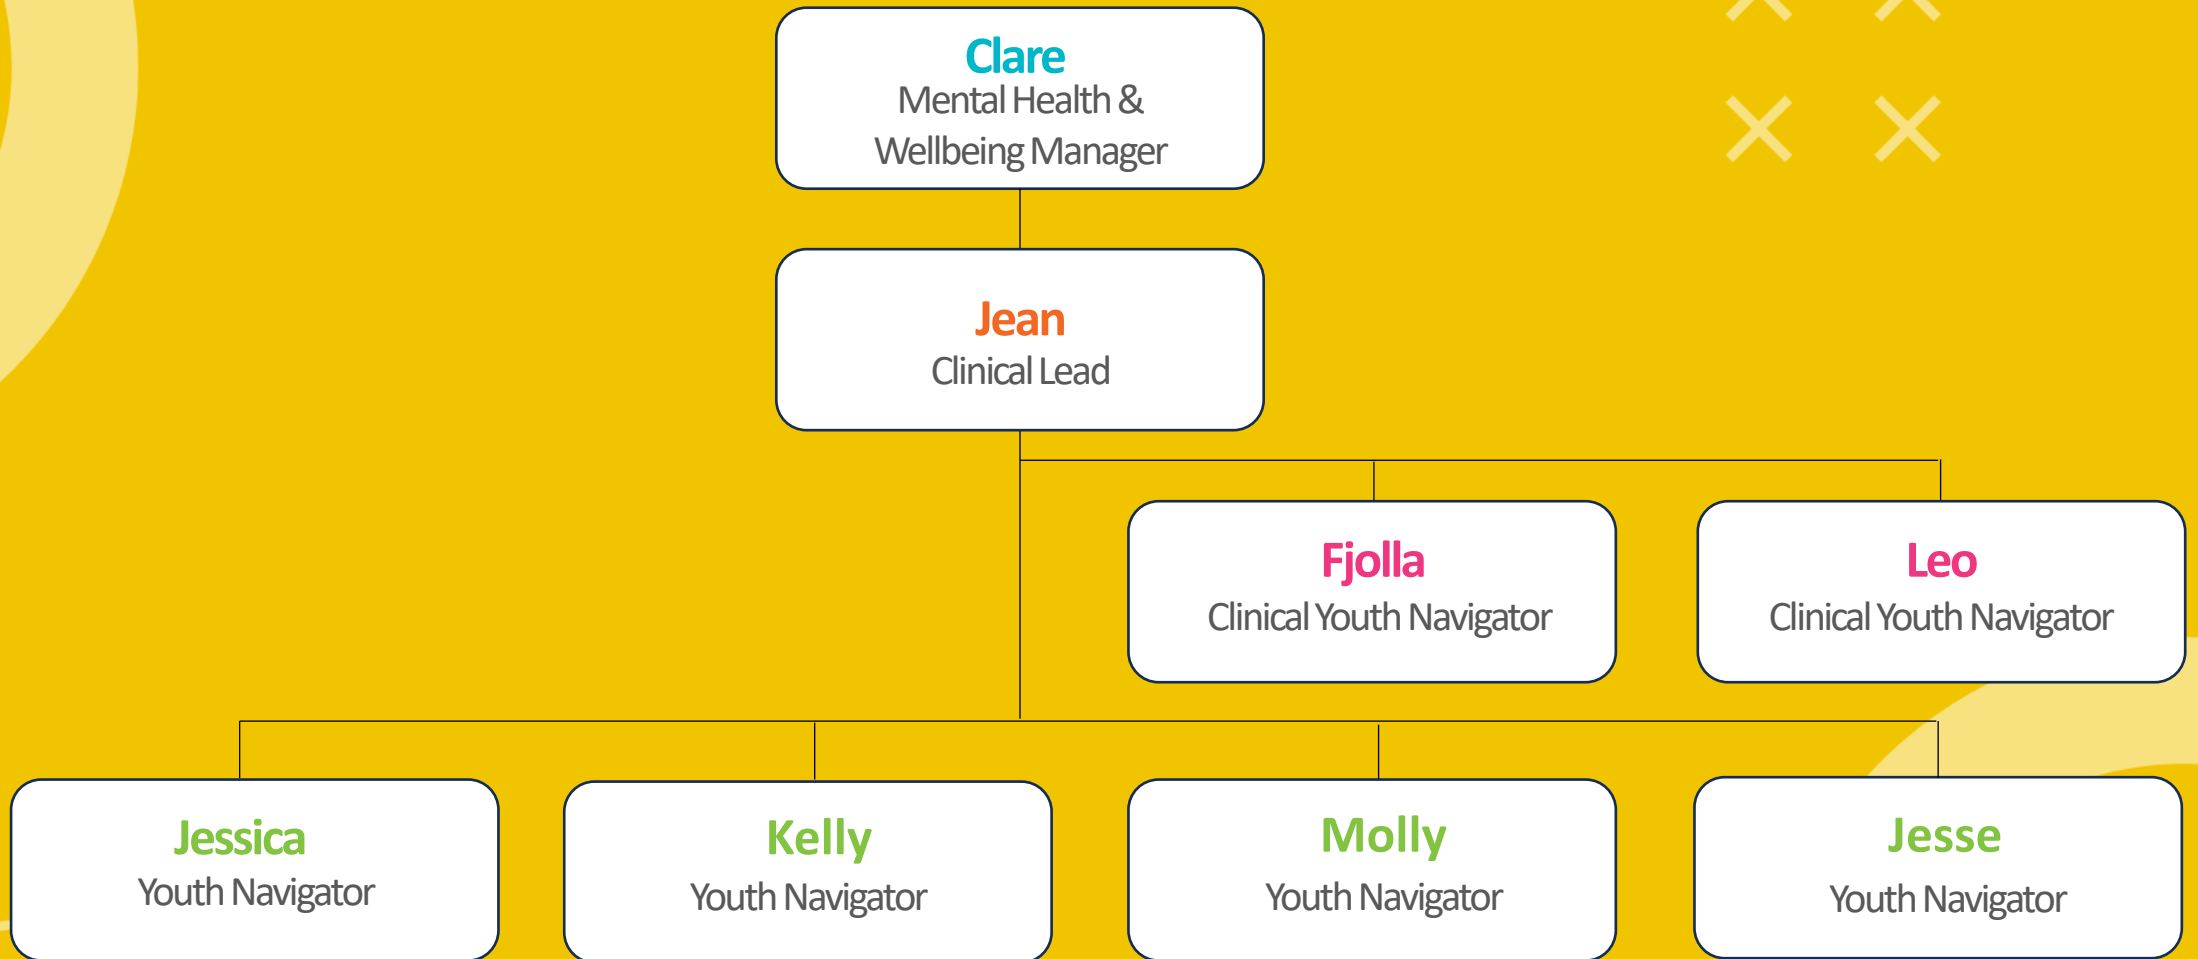 Clare
Mental Health &
Wellbeing Manager
Jean
Clinical Lead
Fjolla
Clinical Youth Navigator
Leo
Clinical Youth Navigator
Jessica
Youth Navigator
Kelly
Youth Navigator
Molly
Youth Navigator
Jesse
Youth Navigator